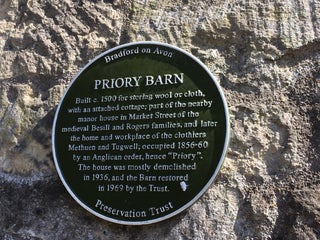 Bradford on Avon
PRIORY BARN
Built c. 1500 for storing wool or cloth,
with an attached cottage; part of the nearby
manor house in Market Street of the
medieval Besill and Rogers families, and later
the home and workplace of the clothiers
Methuen and Tugwell; occupied 1856-60
by an Anglican order, hence "Priory".
The house was mostly demolished
in 1936, and the Barn restored
in 1969 by the Trust.
Preservation Trust